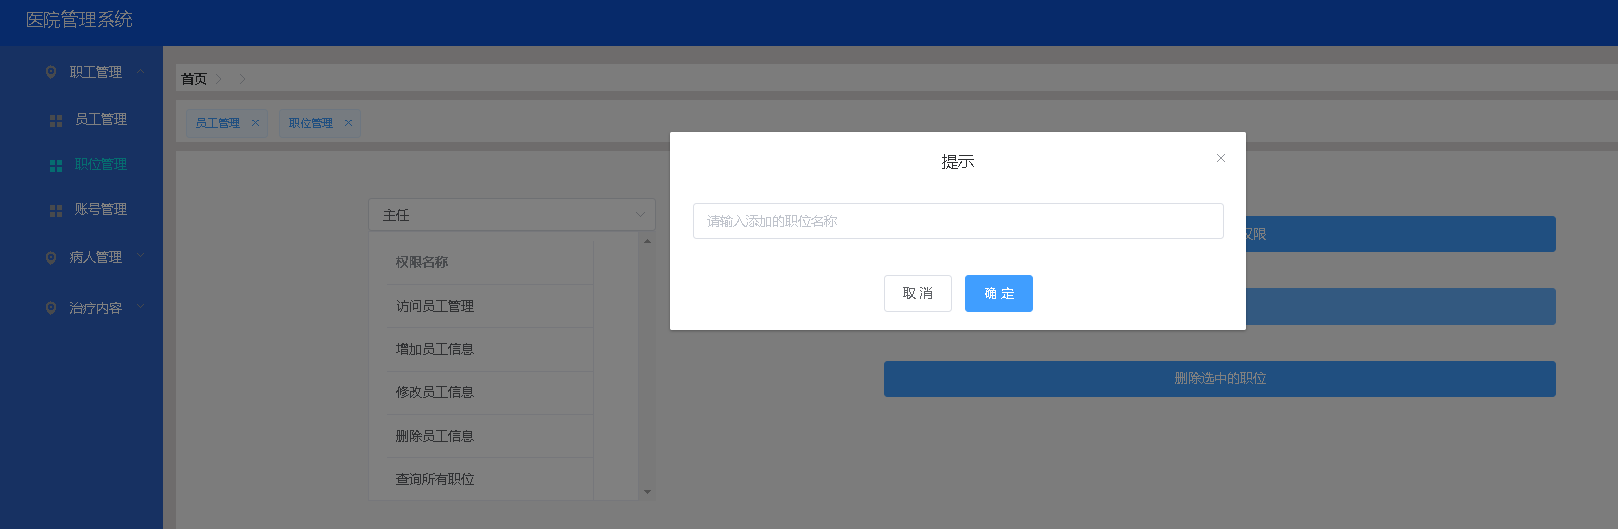 医院管理系统
职工管理
员工管理
职位管理
账号管理
病人管理
治疗内容
首页
员工管理 职位管理
主任
权限名称
访问员工管理
增加员工信息
修改员工信息
删除员工信息
查询所有职位
提示
请输入添加的职位名称
取消 确定
权限
删除选中的职位